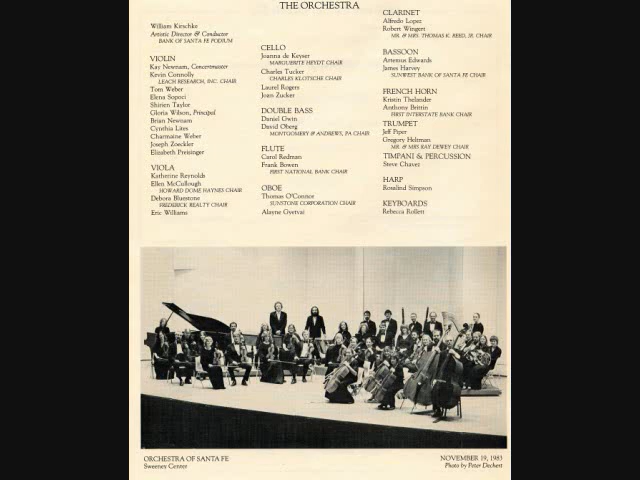 THE ORCHESTRA
William Kirschke
Artistic Director & Conductor
BANK OF SANTA FE PODIUM
VIOLIN
Kay Newnam, Concertmaster
Kevin Connolly
LEACH RESEARCH, INC. CHAIR
Tom Weber
Elena Sopoci
Shirien Taylor
Gloria Wilson, Principal
Brian Newnam
Cynthia Lites
Charmaine Weber
Joseph Zoeckler
Elizabeth Preisinger
VIOLA
Katherine Reynolds
Ellen McCullough
HOWARD DOME HAYNES CHAIR
Debora Bluestone
FREDERICK REALTY CHAIR
Eric Williams
CELLO
Joanna de Keyser
MARGUERITE HEYDT CHAIR
Charles Tucker
CHARLES KLOTSCHE CHAIR
Laurel Rogers
Joan Zucker
DOUBLE BASS
Daniel Gwin
David Oberg
MONTGOMERY & ANDREWS, PA CHAIR
FLUTE
Carol Redman
Frank Bowen
FIRST NATIONAL BANK CHAIR
OBOE
Thomas O'Connor
SUNSTONE CORPORATION CHAIR
Alayne Gyetvai
CLARINET
Alfredo Lopez
Robert Wingert
MR. & MRS. THOMAS K. REED, JR. CHAIR
BASSOON
Artemus Edwards
James Harvey
SUNWEST BANK OF SANTA FE CHAIR
FRENCH HORN
Kristin Thelander
Anthony Brittin
FIRST INTERSTATE BANK CHAIR
TRUMPET
Jeff Piper
Gregory Heltman
MR. & MRS RAY DEWEY CHAIR
TIMPANI & PERCUSSION
Steve Chavez
HARP
Rosalind Simpson
KEYBOARDS
Rebecca Rollett
ORCHESTRA OF SANTA FE
Sweeney Center
NOVEMBER 19, 1983
Photo by Peter Dechert